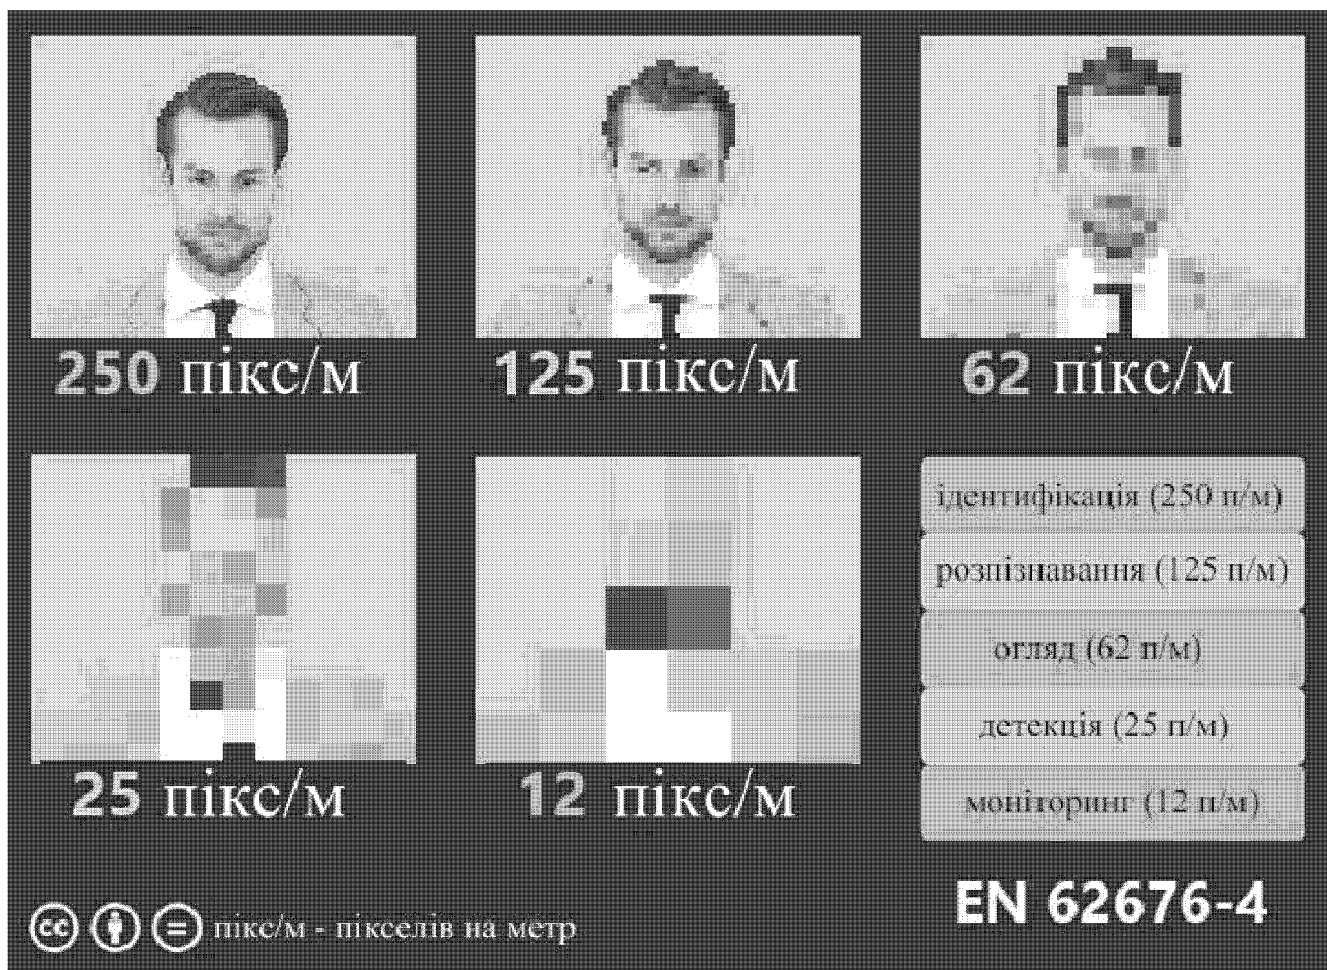 250 пікс/м
125 пікс/м
62 пікс/м
25 пікс/м
12 пікс/м
ідентифікація (250 п/м)
розпізнавання (125 п/м)
огляд (62 п/м)
детекція (25 п/м)
моніторинг (12 п/м)
EN 62676-4
cc пікс/м - пікселів на метр